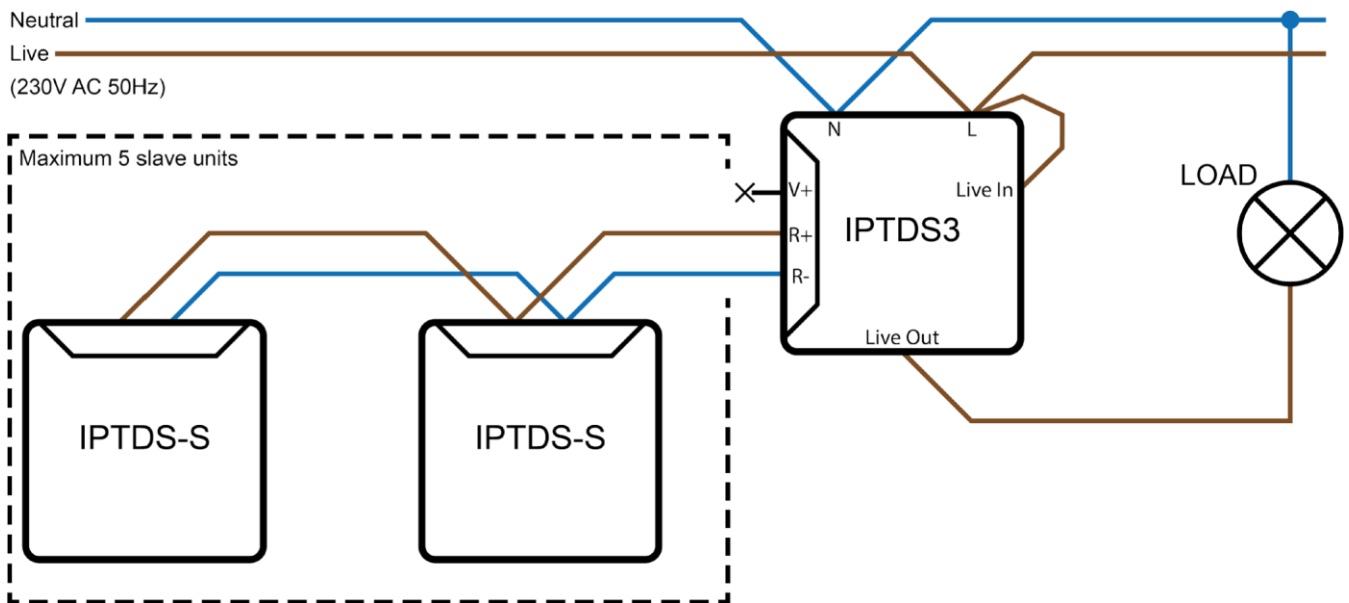 Neutral
Live
(230V AC 50Hz)
Maximum 5 slave units
N
L
V+
Live In
LOAD
R+
IPTDS3
R-
Live Out
IPTDS-S
IPTDS-S